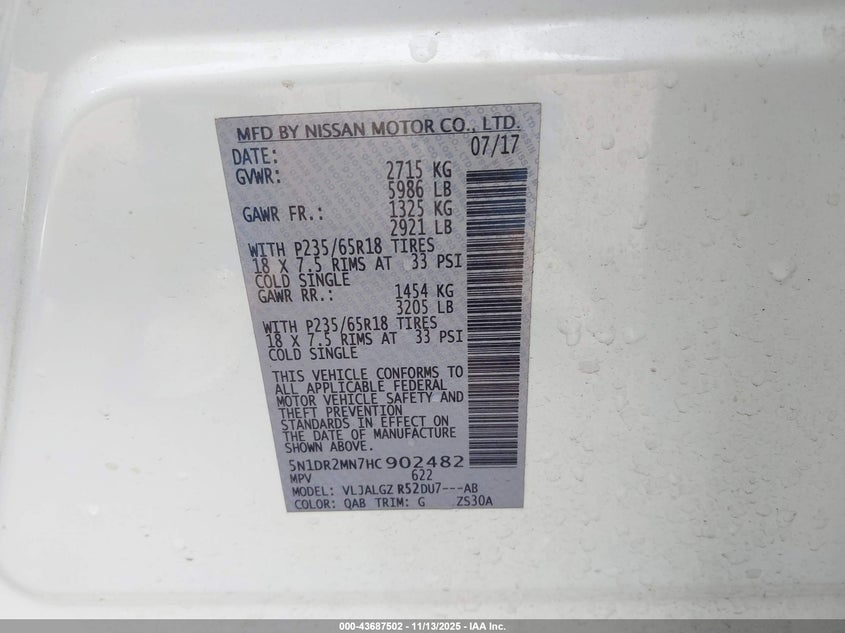 MFD BY NISSAN MOTOR CO., LTD.
DATE: 07/17
GVWR: 2715 KG
5986 LB
GAWR FR.: 1325 KG
2921 LB
WITH P235/65R18 TIRES
18 X 7.5 RIMS AT 33 PSI
COLD SINGLE
GAWR RR.: 1454 KG
3205 LB
WITH P235/65R18 TIRES
18 X 7.5 RIMS AT 33 PSI
COLD SINGLE
THIS VEHICLE CONFORMS TO
ALL APPLICABLE FEDERAL
MOTOR VEHICLE SAFETY AND
THEFT PREVENTION
STANDARDS IN EFFECT ON
THE DATE OF MANUFACTURE
SHOWN ABOVE.
5N1DR2MN7HC902482
MPV 622
MODEL: VLJALGZ R52DU7---AB
COLOR: QAB TRIM: G ZS30A
000-43687502 - 11/13/2025 - IAA Inc.